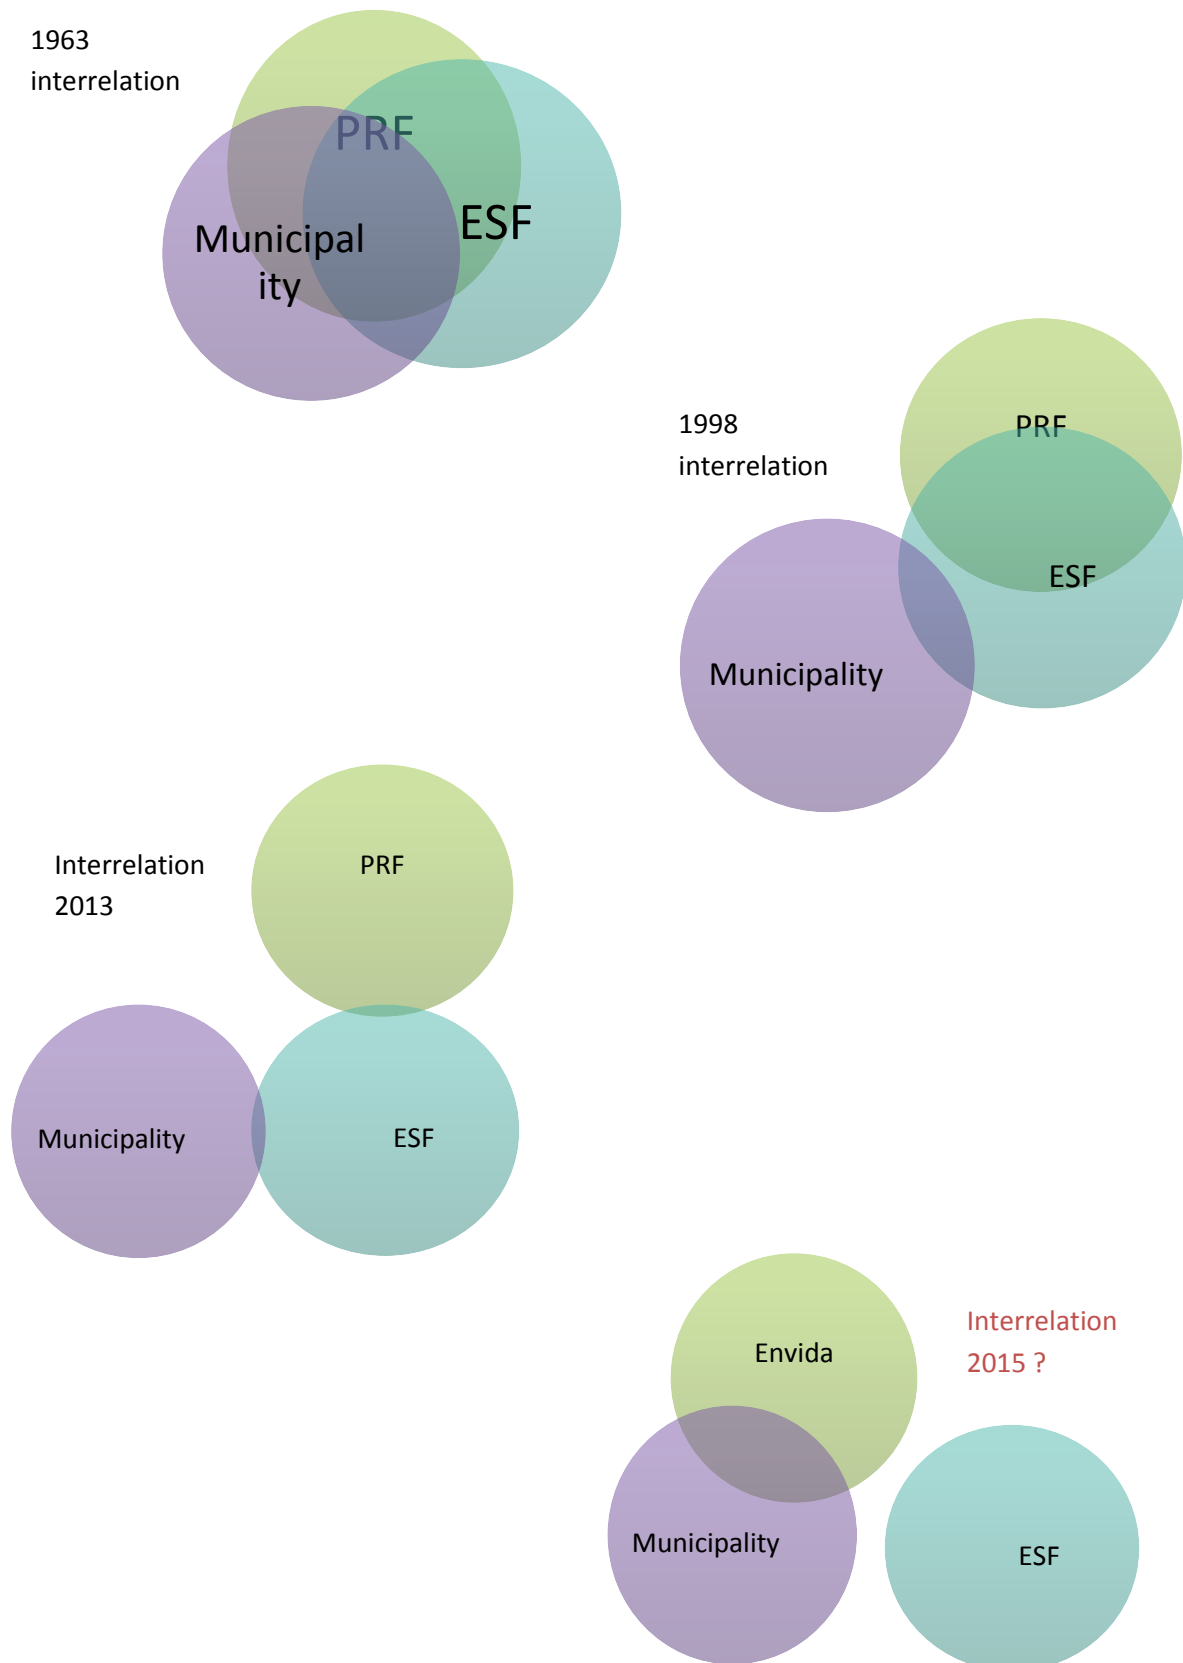 1963
interrelation
PRF
ESF
Municipal
ity
1998
interrelation
PRF
ESF
Municipality
Interrelation
2013
PRF
Municipality
ESF
Envida
Interrelation
2015 ?
Municipality
ESF